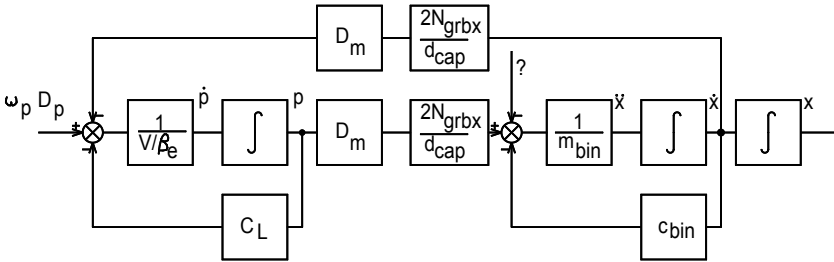 D_m
2N_grbx
d_cap
?
ω_p D_p
±
−
−
1
V/β_e
ṗ
∫
p
D_m
2N_grbx
d_cap
±
−
−
1
m_bin
ẍ
∫
ẋ
∫
x
C_L
c_bin